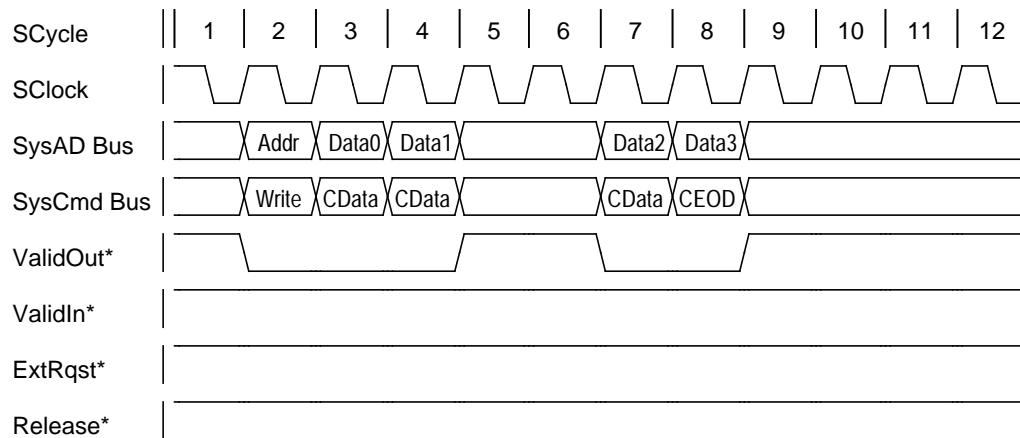 SCycle 1 2 3 4 5 6 7 8 9 10 11 12
SClock
SysAD Bus Addr Data0 Data1 Data2 Data3
SysCmd Bus Write CData CData CData CEOD
ValidOut*
ValidIn*
ExtRqst*
Release*